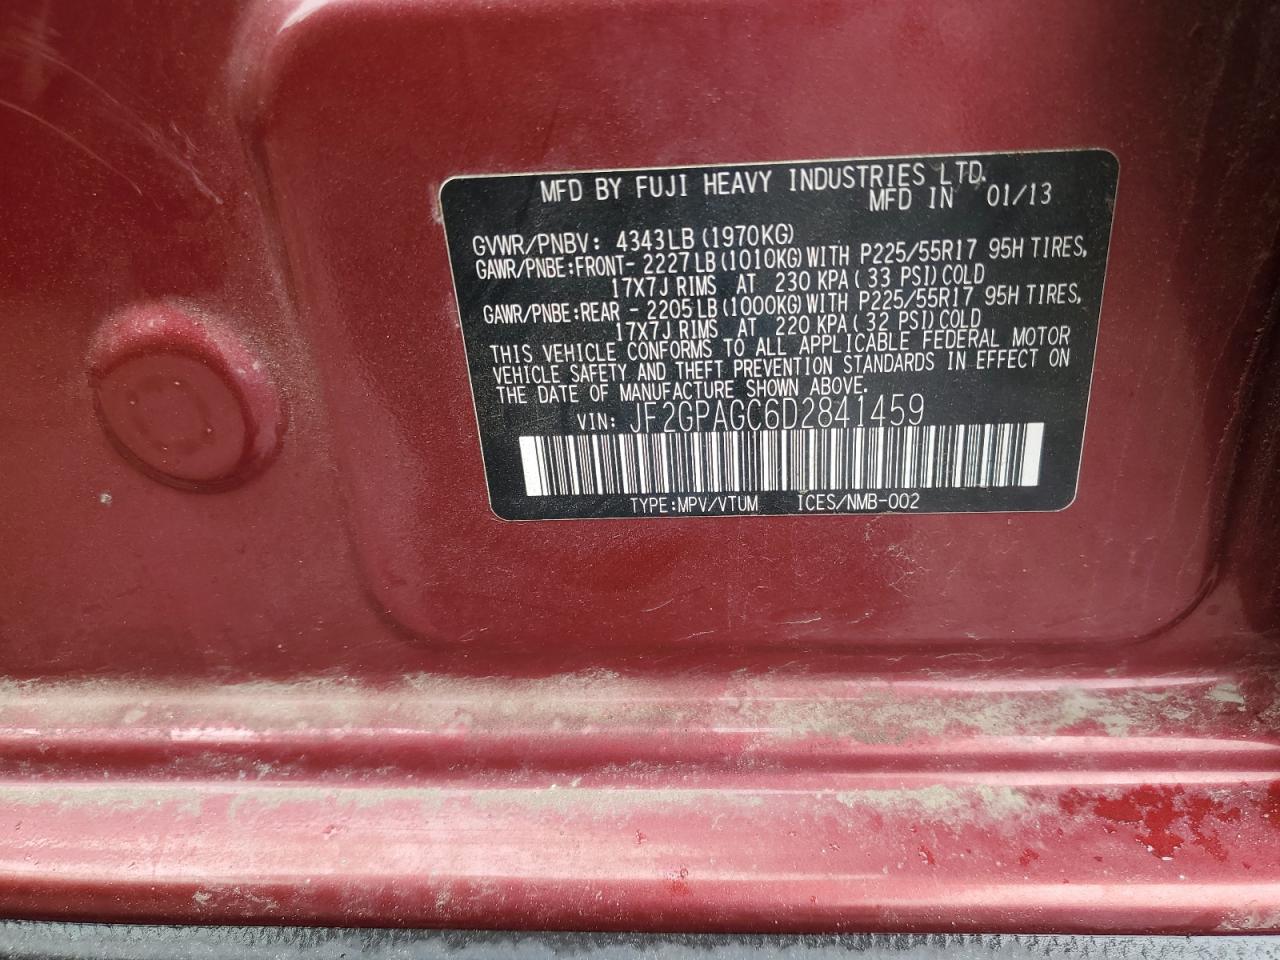 MFD BY FUJI HEAVY INDUSTRIES LTD.
MFD IN 01/13
GVWR/PNBV: 4343LB (1970KG)
GAWR/PNBE:FRONT- 2227LB (1010KG) WITH P225/55R17 95H TIRES,
17X7J RIMS AT 230 KPA ( 33 PSI) COLD
GAWR/PNBE:REAR - 2205LB (1000KG) WITH P225/55R17 95H TIRES,
17X7J RIMS AT 220 KPA ( 32 PSI) COLD
THIS VEHICLE CONFORMS TO ALL APPLICABLE FEDERAL MOTOR
VEHICLE SAFETY AND THEFT PREVENTION STANDARDS IN EFFECT ON
THE DATE OF MANUFACTURE SHOWN ABOVE.
VIN: JF2GPAGC6D2841459
TYPE:MPV/VTUM ICES/NMB-002